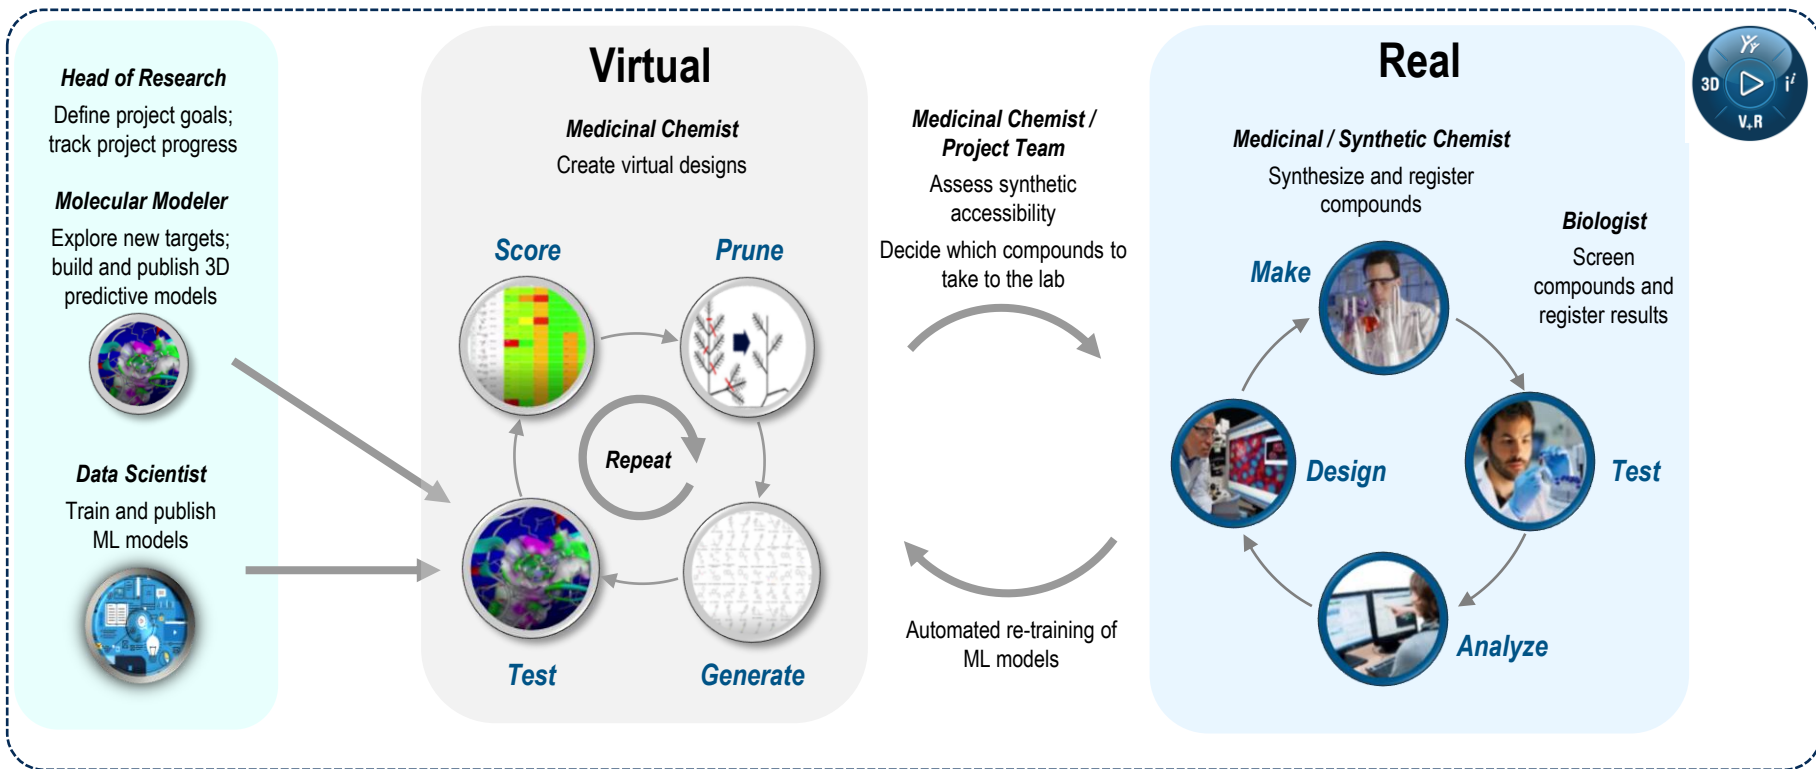 Head of Research
Define project goals;
track project progress
Molecular Modeler
Explore new targets;
build and publish 3D
predictive models
Data Scientist
Train and publish
ML models
Virtual
Medicinal Chemist
Create virtual designs
Score
Prune
Repeat
Test
Generate
Medicinal Chemist /
Project Team
Assess synthetic
accessibility
Decide which compounds to
take to the lab
Automated re-training of
ML models
Real
Medicinal / Synthetic Chemist
Synthesize and register
compounds
Biologist
Screen
compounds and
register results
Make
Design
Test
Analyze
3D
V+R